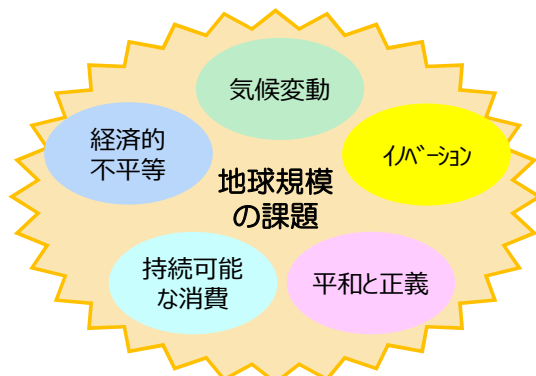 気候変動
経済的
不平等
イノベーション
地球規模
の課題
持続可能
な消費
平和と正義